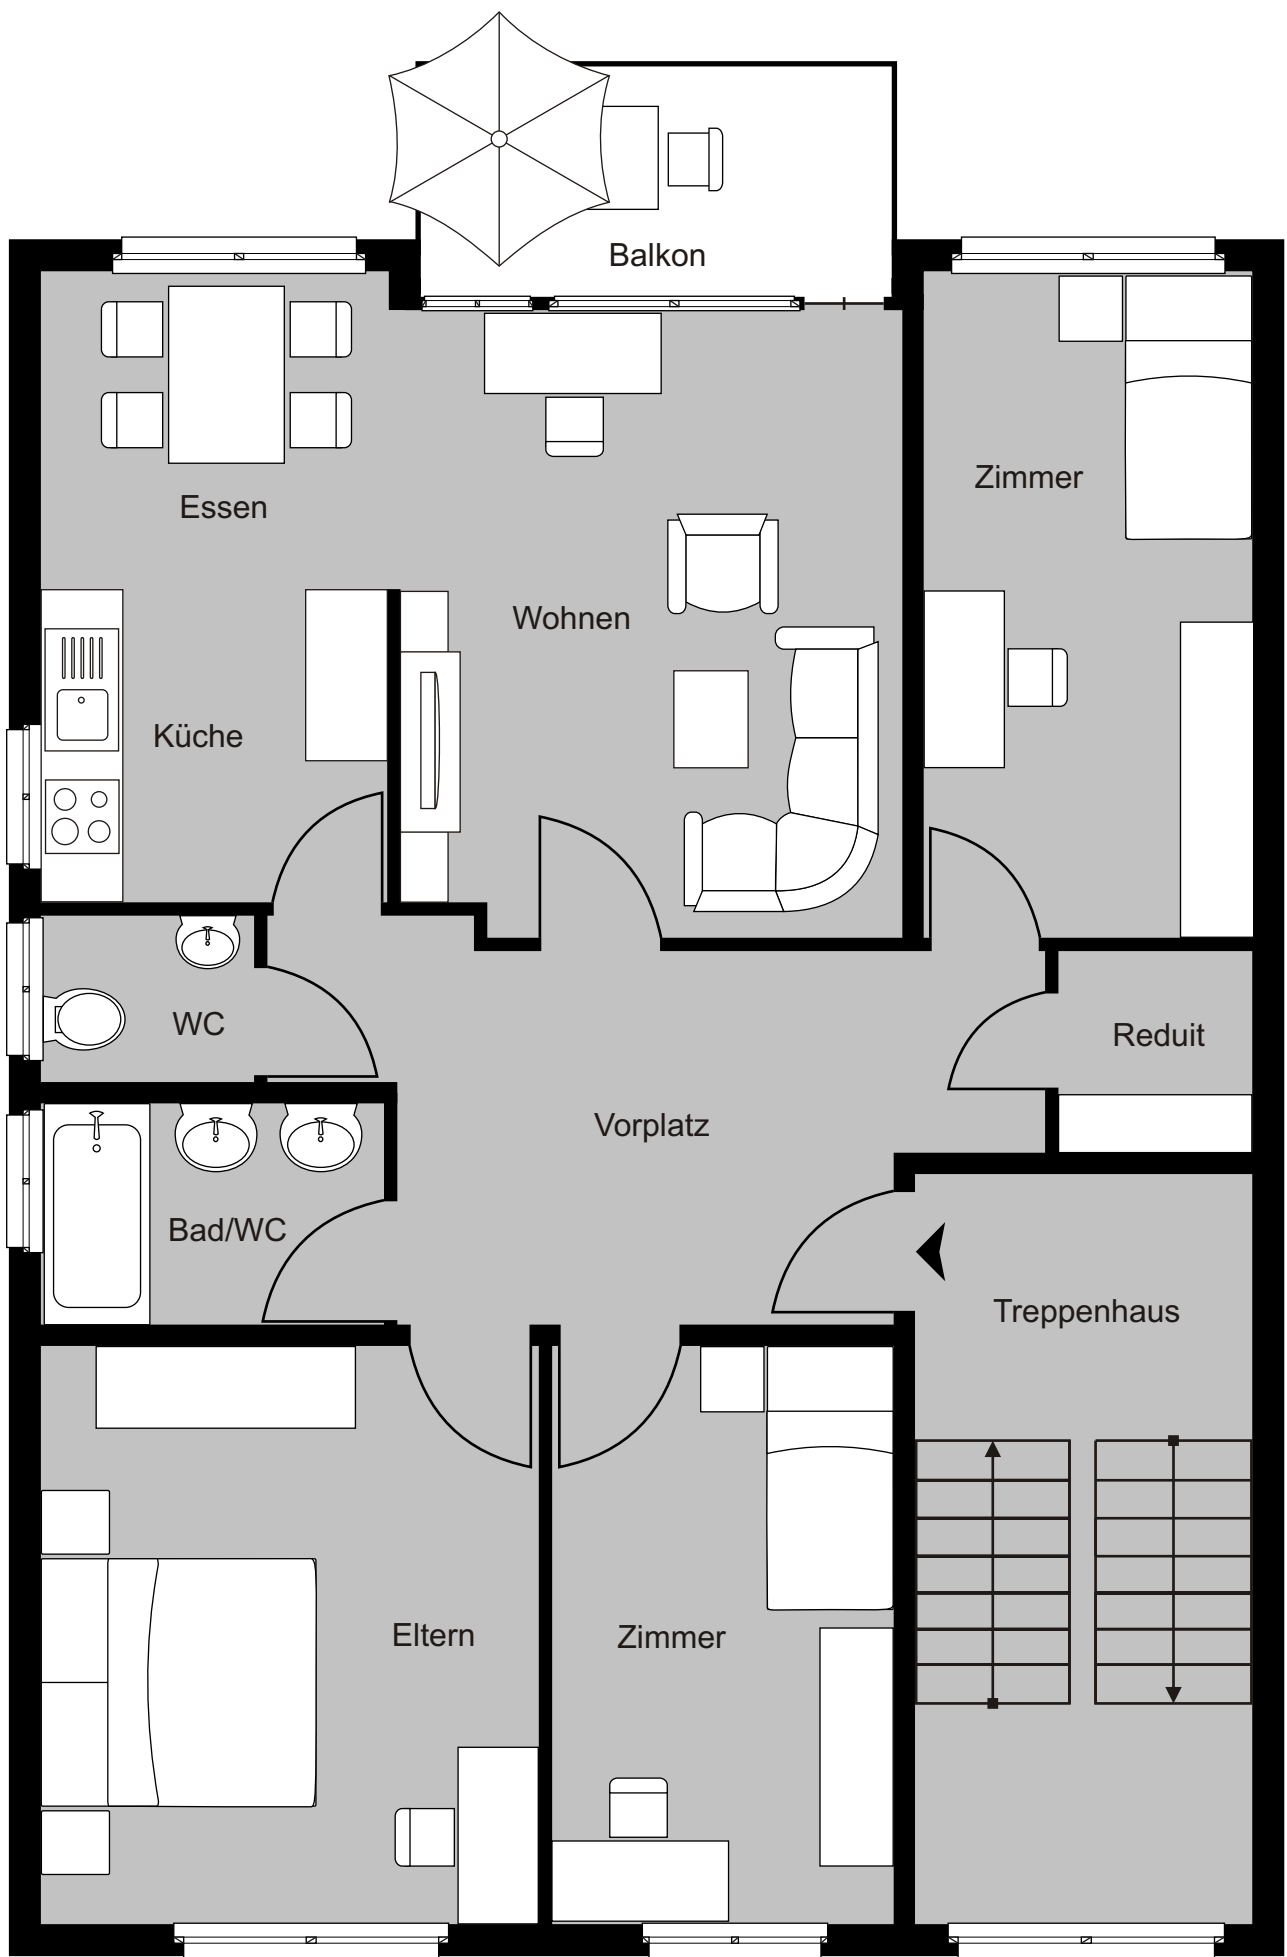 Balkon
Zimmer
Essen
Wohnen
Küche
WC
Reduit
Vorplatz
Bad/WC
Treppenhaus
Eltern
Zimmer